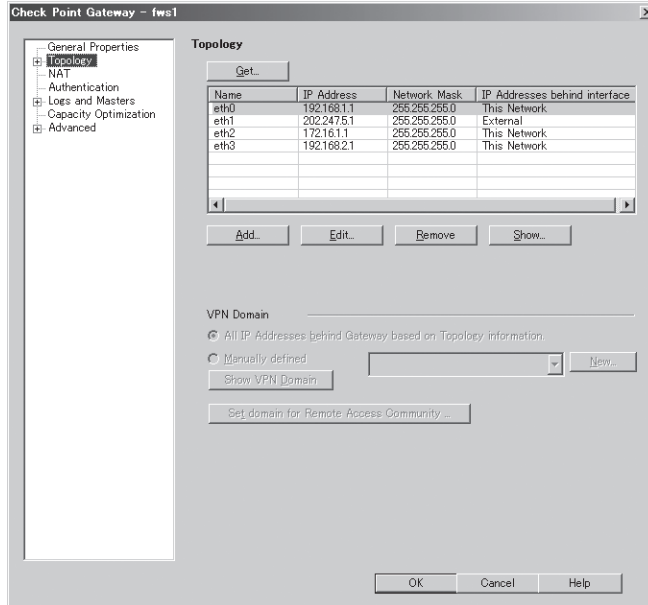 Check Point Gateway - fws1
General Properties
Topology
NAT
Authentication
Logs and Masters
Capacity Optimization
Advanced
Topology
Get...
Name IP Address Network Mask IP Addresses behind interface
eth0 192.168.1.1 255.255.255.0 This Network
eth1 202.247.5.1 255.255.255.0 External
eth2 172.16.1.1 255.255.255.0 This Network
eth3 192.168.2.1 255.255.255.0 This Network
Add... Edit... Remove Show...
VPN Domain
All IP Addresses behind Gateway based on Topology information.
Manually defined New...
Show VPN Domain
Set domain for Remote Access Community ...
OK Cancel Help